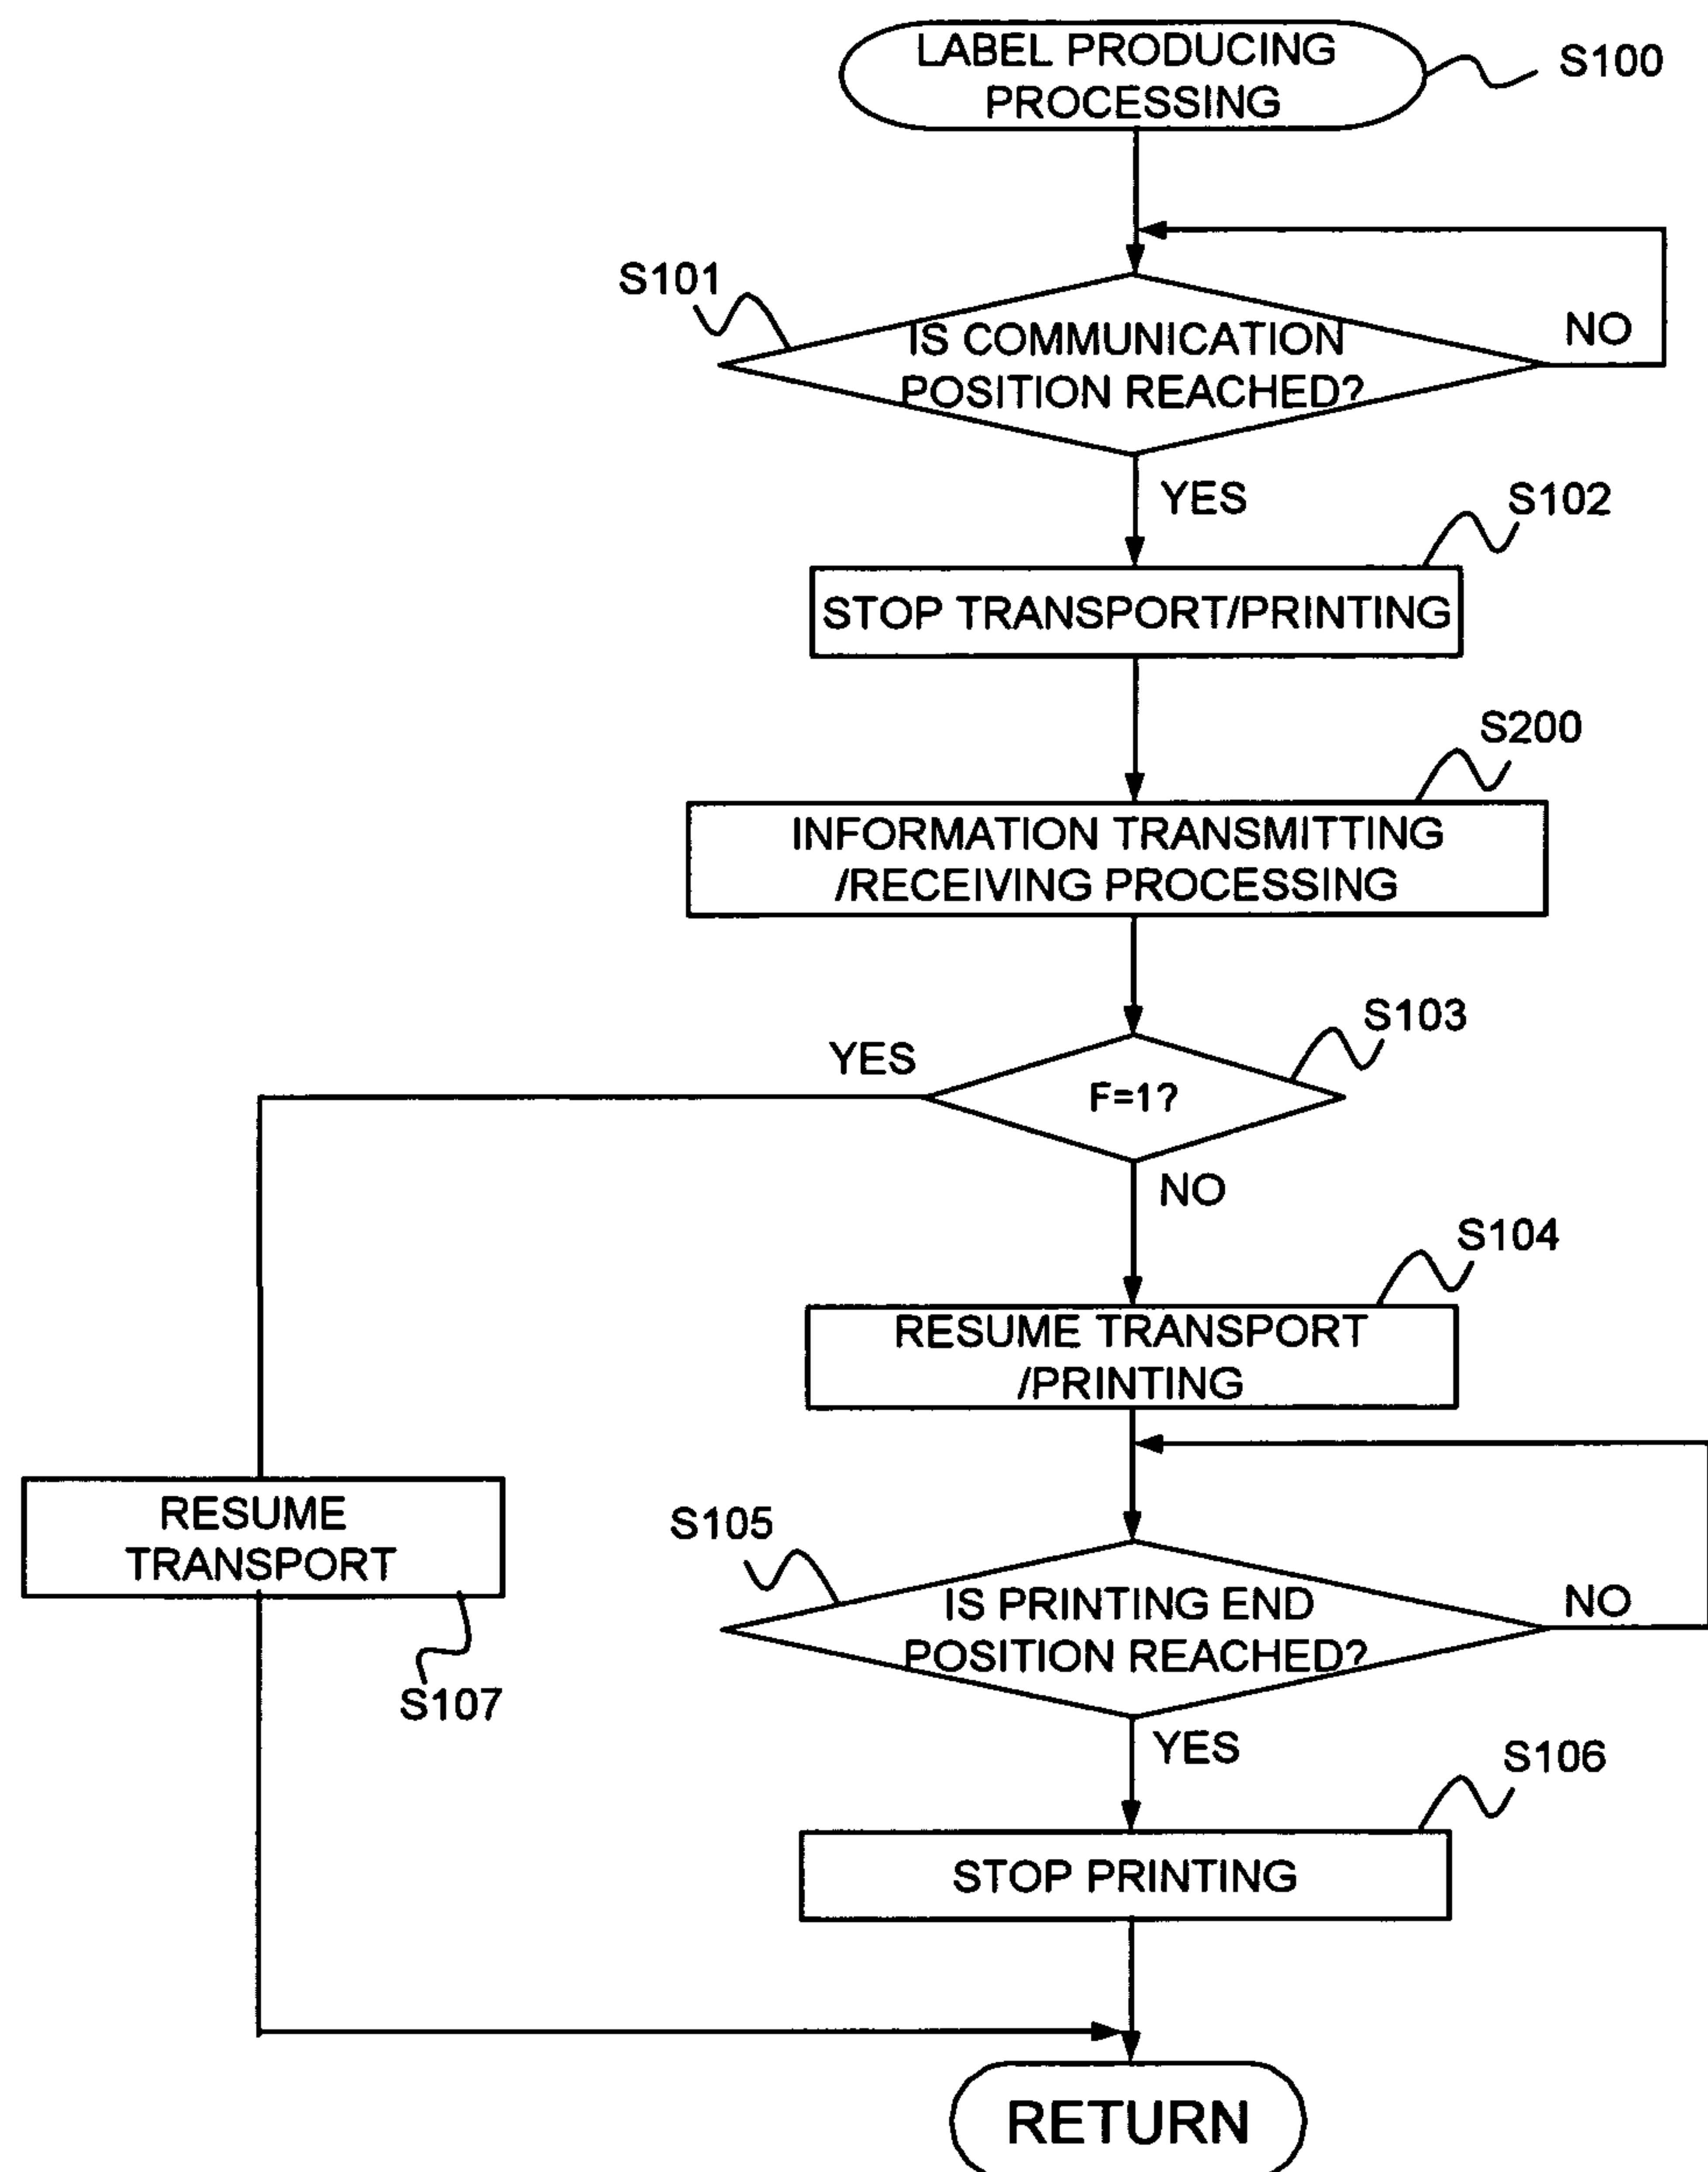 LABEL PRODUCING
PROCESSING
S100
S101
IS COMMUNICATION
POSITION REACHED?
NO
YES
S102
STOP TRANSPORT/PRINTING
S200
INFORMATION TRANSMITTING
/RECEIVING PROCESSING
S103
YES
F=1?
NO
S104
RESUME TRANSPORT
/PRINTING
RESUME
TRANSPORT
S107
S105
IS PRINTING END
POSITION REACHED?
NO
YES
S106
STOP PRINTING
RETURN